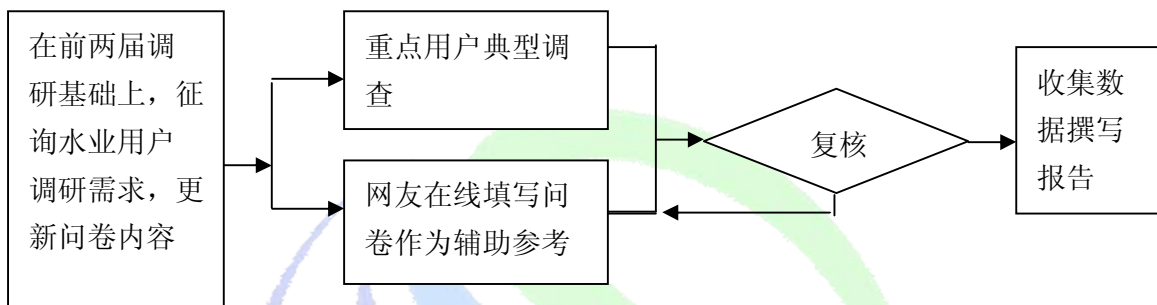 在前两届调
研基础上，征
询水业用户
调研需求，更
新问卷内容
重点用户典型调
查
网友在线填写问
卷作为辅助参考
复核
收集数
据撰写
报告